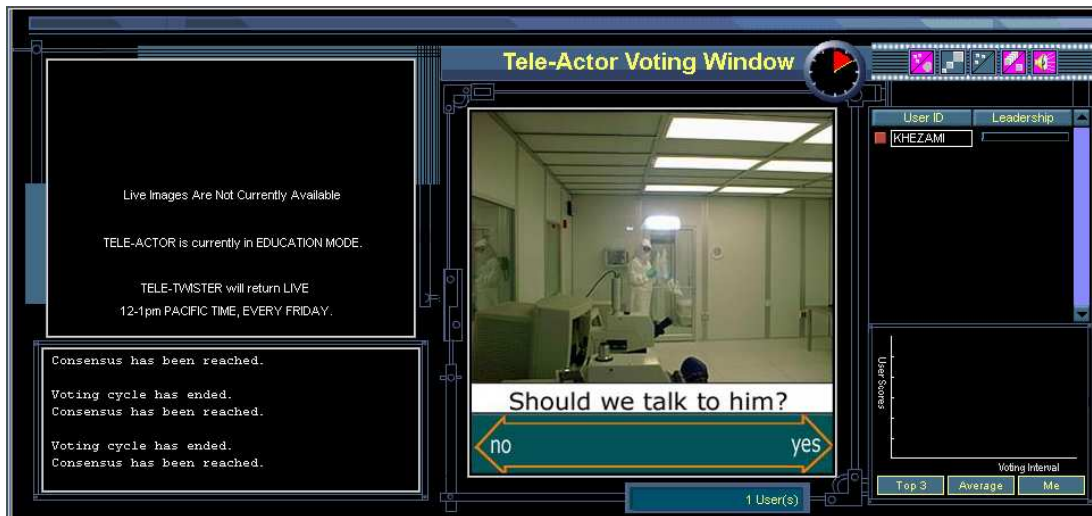 Tele-Actor Voting Window
Live Images Are Not Currently Available
TELE-ACTOR is currently in EDUCATION MODE.
TELE-TWISTER will return LIVE
12-1pm PACIFIC TIME, EVERY FRIDAY.
Consensus has been reached.
Voting cycle has ended.
Consensus has been reached.
Voting cycle has ended.
Consensus has been reached.
Should we talk to him?
no yes
1 User(s)
User ID Leadership
KHEZAMI
User Scores
Voting Interval
Top 3 Average Me